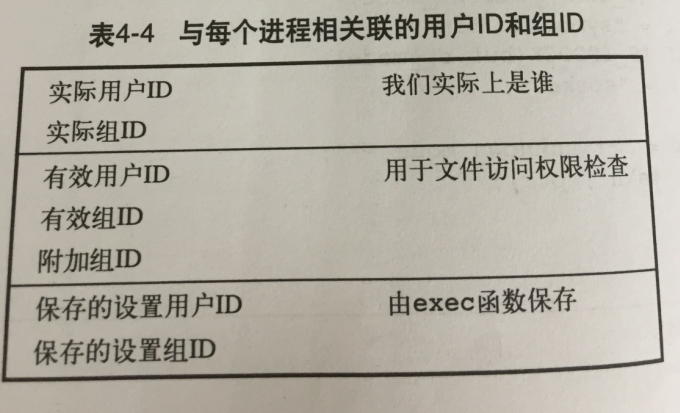 表4-4 与每个进程相关联的用户ID和组ID
实际用户ID 我们实际上是谁
实际组ID
有效用户ID 用于文件访问权限检查
有效组ID
附加组ID
保存的设置用户ID 由exec函数保存
保存的设置组ID